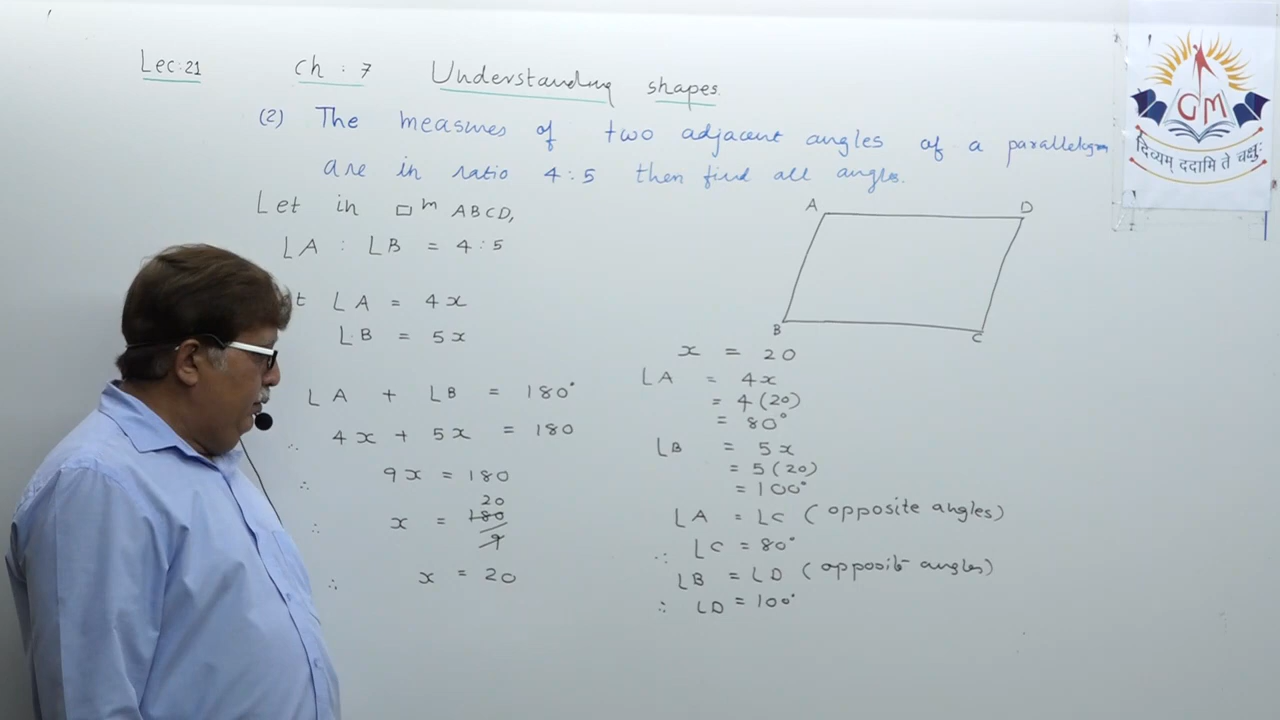 Lec:21 ch : 7 Understanding shapes
(2) The measures of two adjacent angles of a parallelogm
are in ratio 4:5 then find all angles.
Let in □ᵐ ABCD,
∠A : ∠B = 4:5
t ∠A = 4x
∠B = 5x
∠A + ∠B = 180°
∴ 4x + 5x = 180
∴ 9x = 180
20
∴ x = 180/9
∴ x = 20
A D
B C
x = 20
∠A = 4x
= 4(20)
= 80°
∠B = 5x
= 5(20)
= 100°
∠A = ∠C (opposite angles)
∴ ∠C = 80°
∠B = ∠D (opposit angles)
∴ ∠D = 100°
GM
दिव्यम् ददामि ते चक्षुः